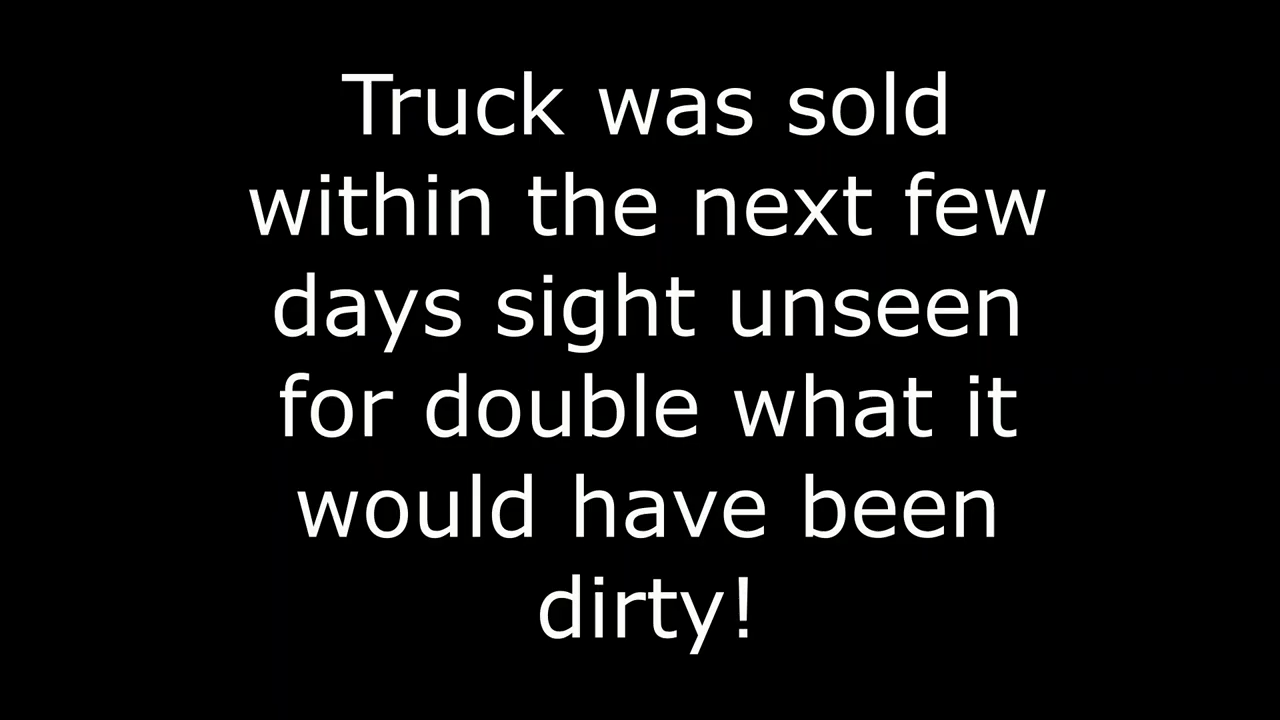 Truck was sold
within the next few
days sight unseen
for double what it
would have been
dirty!